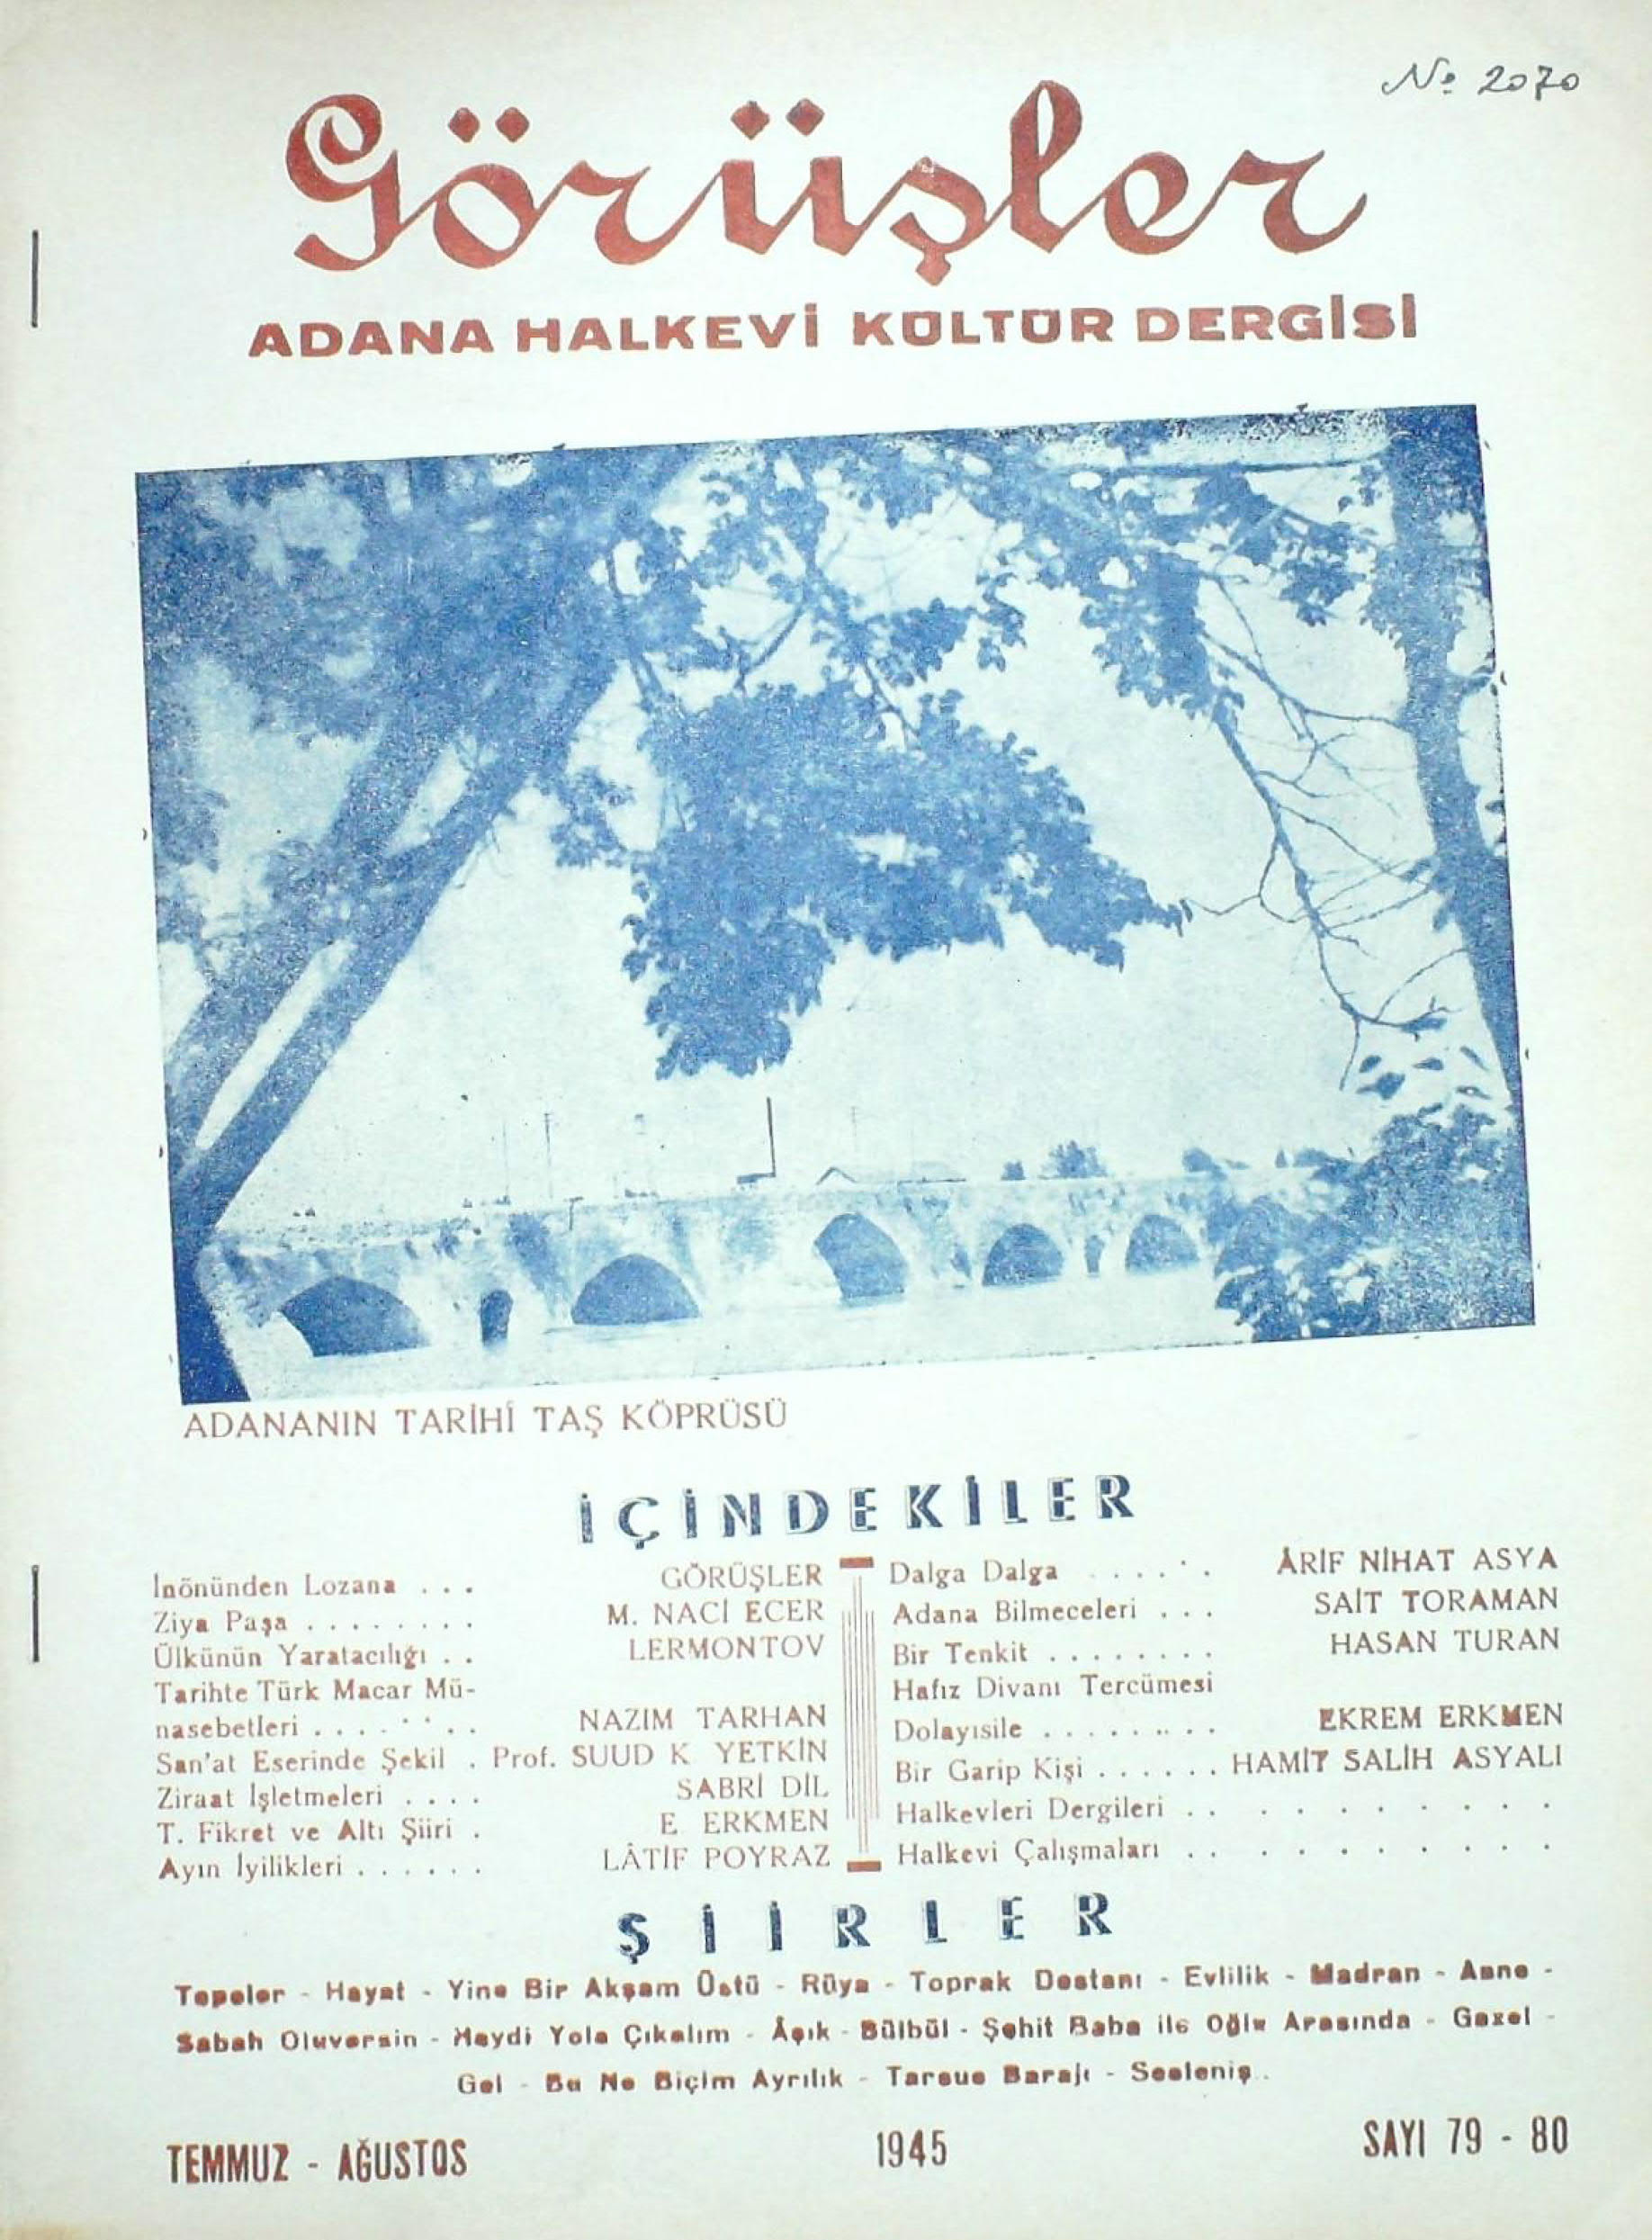 No 2070
Görüşler
ADANA HALKEVİ KÜLTÜR DERGİSİ
ADANANIN TARİHİ TAŞ KÖPRÜSÜ
İÇİNDEKİLER
İnönünden Lozana . . . GÖRÜŞLER
Ziya Paşa . . . . . . . . M. NACİ ECER
Ülkünün Yaratacılığı . . LERMONTOV
Tarihte Türk Macar Mü-
nasebetleri . . . . . . . NAZIM TARHAN
San'at Eserinde Şekil . Prof. SUUD K YETKİN
Ziraat İşletmeleri . . . . SABRİ DİL
T. Fikret ve Altı Şiiri . E. ERKMEN
Ayın İyilikleri . . . . . . LÂTİF POYRAZ
Dalga Dalga . . . . . . ÂRİF NİHAT ASYA
Adana Bilmeceleri . . . SAİT TORAMAN
Bir Tenkit . . . . . . . . HASAN TURAN
Hafız Divanı Tercümesi
Dolayısile . . . . . . . . EKREM ERKMEN
Bir Garip Kişi . . . . . . HAMİT SALİH ASYALI
Halkevleri Dergileri . . . . . . . . . . .
Halkevi Çalışmaları . . . . . . . . . . .
ŞİİRLER
Tepeler - Hayat - Yine Bir Akşam Üstü - Rüya - Toprak Destanı - Evlilik - Madran - Anne -
Sabah Oluversin - Haydi Yola Çıkalım - Âşık - Bülbül - Şehit Baba ile Oğlu Arasında - Gazel -
Gel - Bu Ne Biçim Ayrılık - Tarsus Barajı - Sesleniş..
TEMMUZ - AĞUSTOS 1945 SAYI 79 - 80